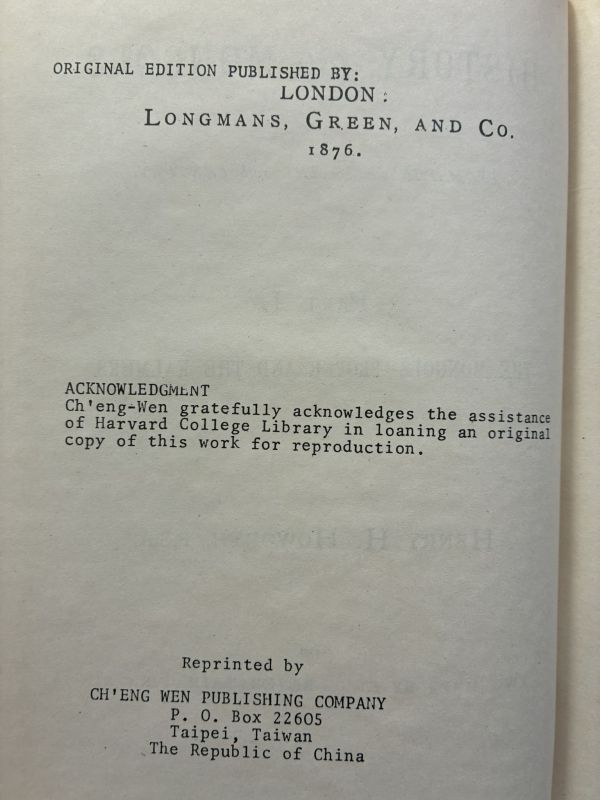 ORIGINAL EDITION PUBLISHED BY:
LONDON:
LONGMANS, GREEN, AND CO.
1876.
ACKNOWLEDGMENT
Ch'eng-Wen gratefully acknowledges the assistance
of Harvard College Library in loaning an original
copy of this work for reproduction.
Reprinted by
CH'ENG WEN PUBLISHING COMPANY
P. O. Box 22605
Taipei, Taiwan
The Republic of China